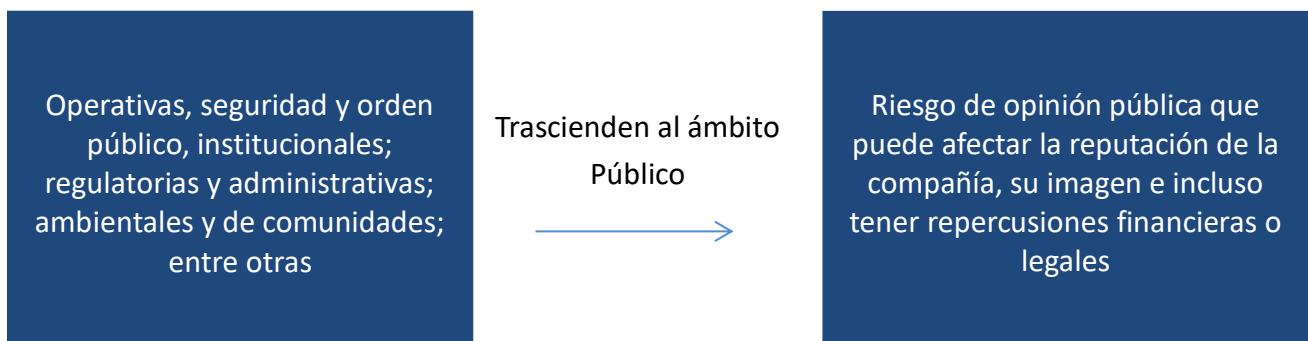 Operativas, seguridad y orden
público, institucionales;
regulatorias y administrativas;
ambientales y de comunidades;
entre otras
Trascienden al ámbito
Público
Riesgo de opinión pública que
puede afectar la reputación de la
compañía, su imagen e incluso
tener repercusiones financieras o
legales